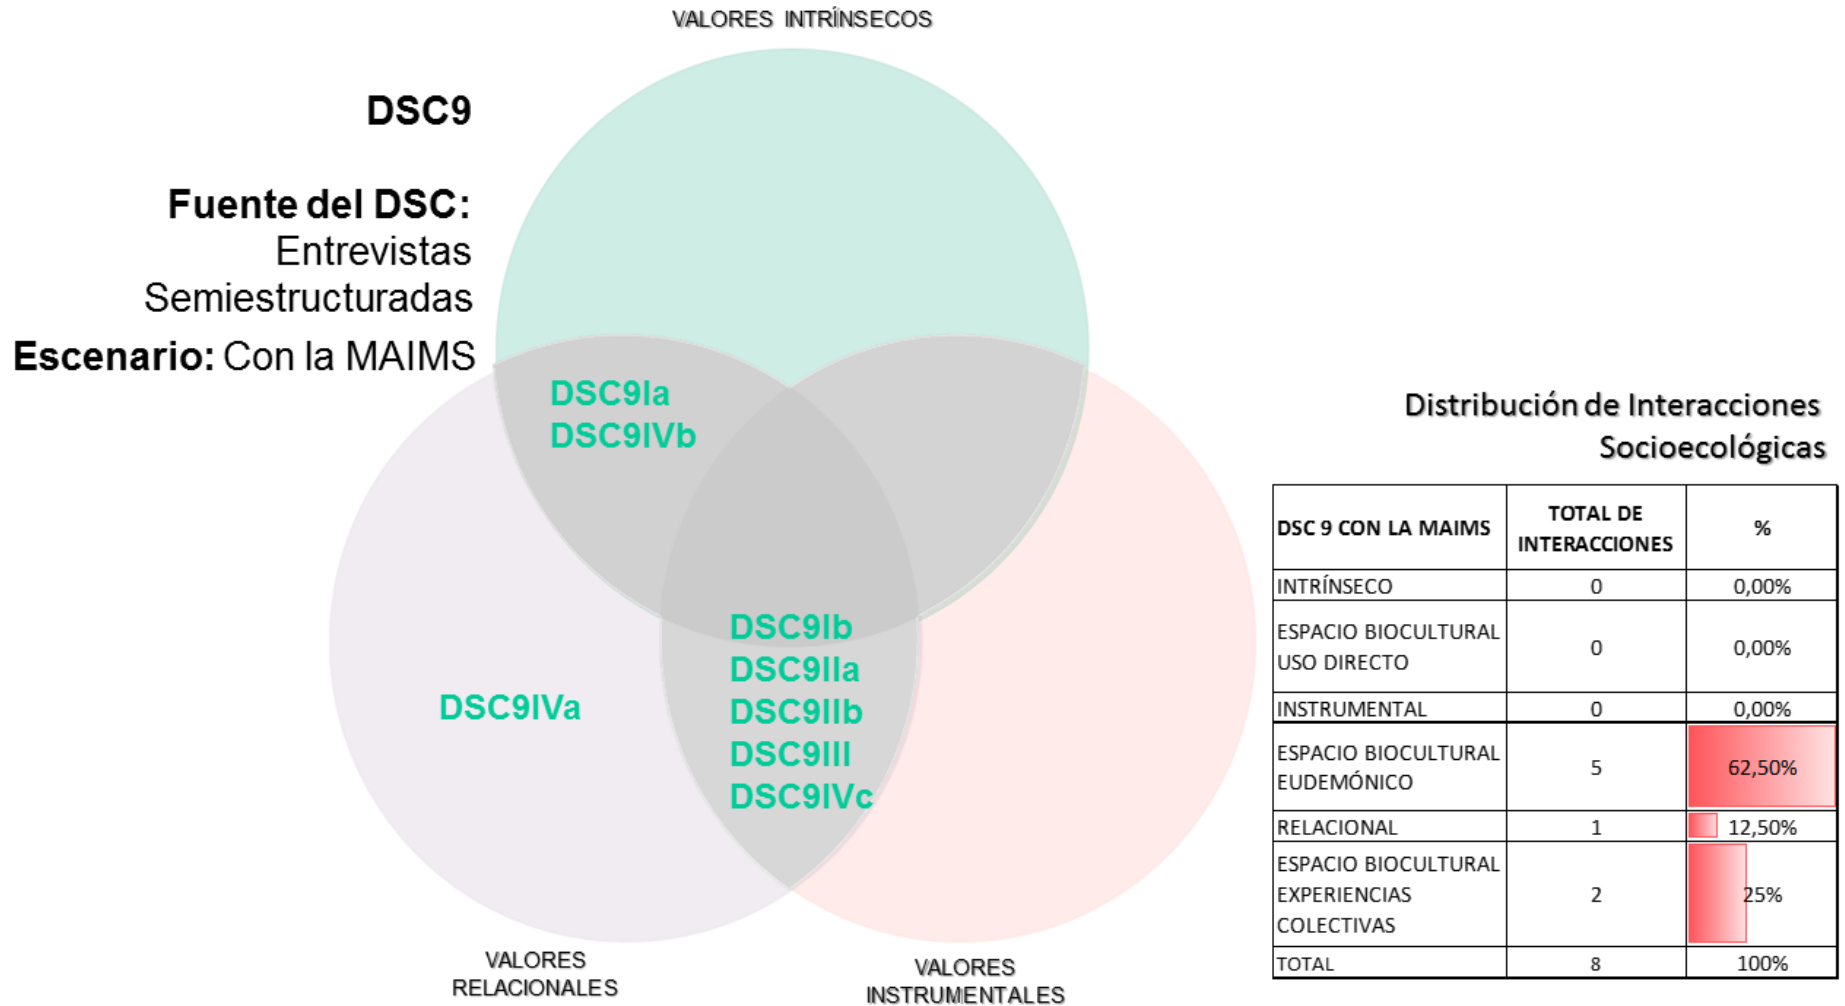 VALORES INTRÍNSECOS
DSC9
Fuente del DSC:
Entrevistas
Semiestructuradas
Escenario: Con la MAIMS
DSC9Ia
DSC9IVb
DSC9Ib
DSC9IIa
DSC9IIb
DSC9III
DSC9IVc
DSC9IVa
VALORES
RELACIONALES
VALORES
INSTRUMENTALES
Distribución de Interacciones
Socioecológicas
DSC 9 CON LA MAIMS
TOTAL DE
INTERACCIONES
%
INTRÍNSECO
0
0,00%
ESPACIO BIOCULTURAL
USO DIRECTO
0
0,00%
INSTRUMENTAL
0
0,00%
ESPACIO BIOCULTURAL
EUDEMÓNICO
5
62,50%
RELACIONAL
1
12,50%
ESPACIO BIOCULTURAL
EXPERIENCIAS
COLECTIVAS
2
25%
TOTAL
8
100%